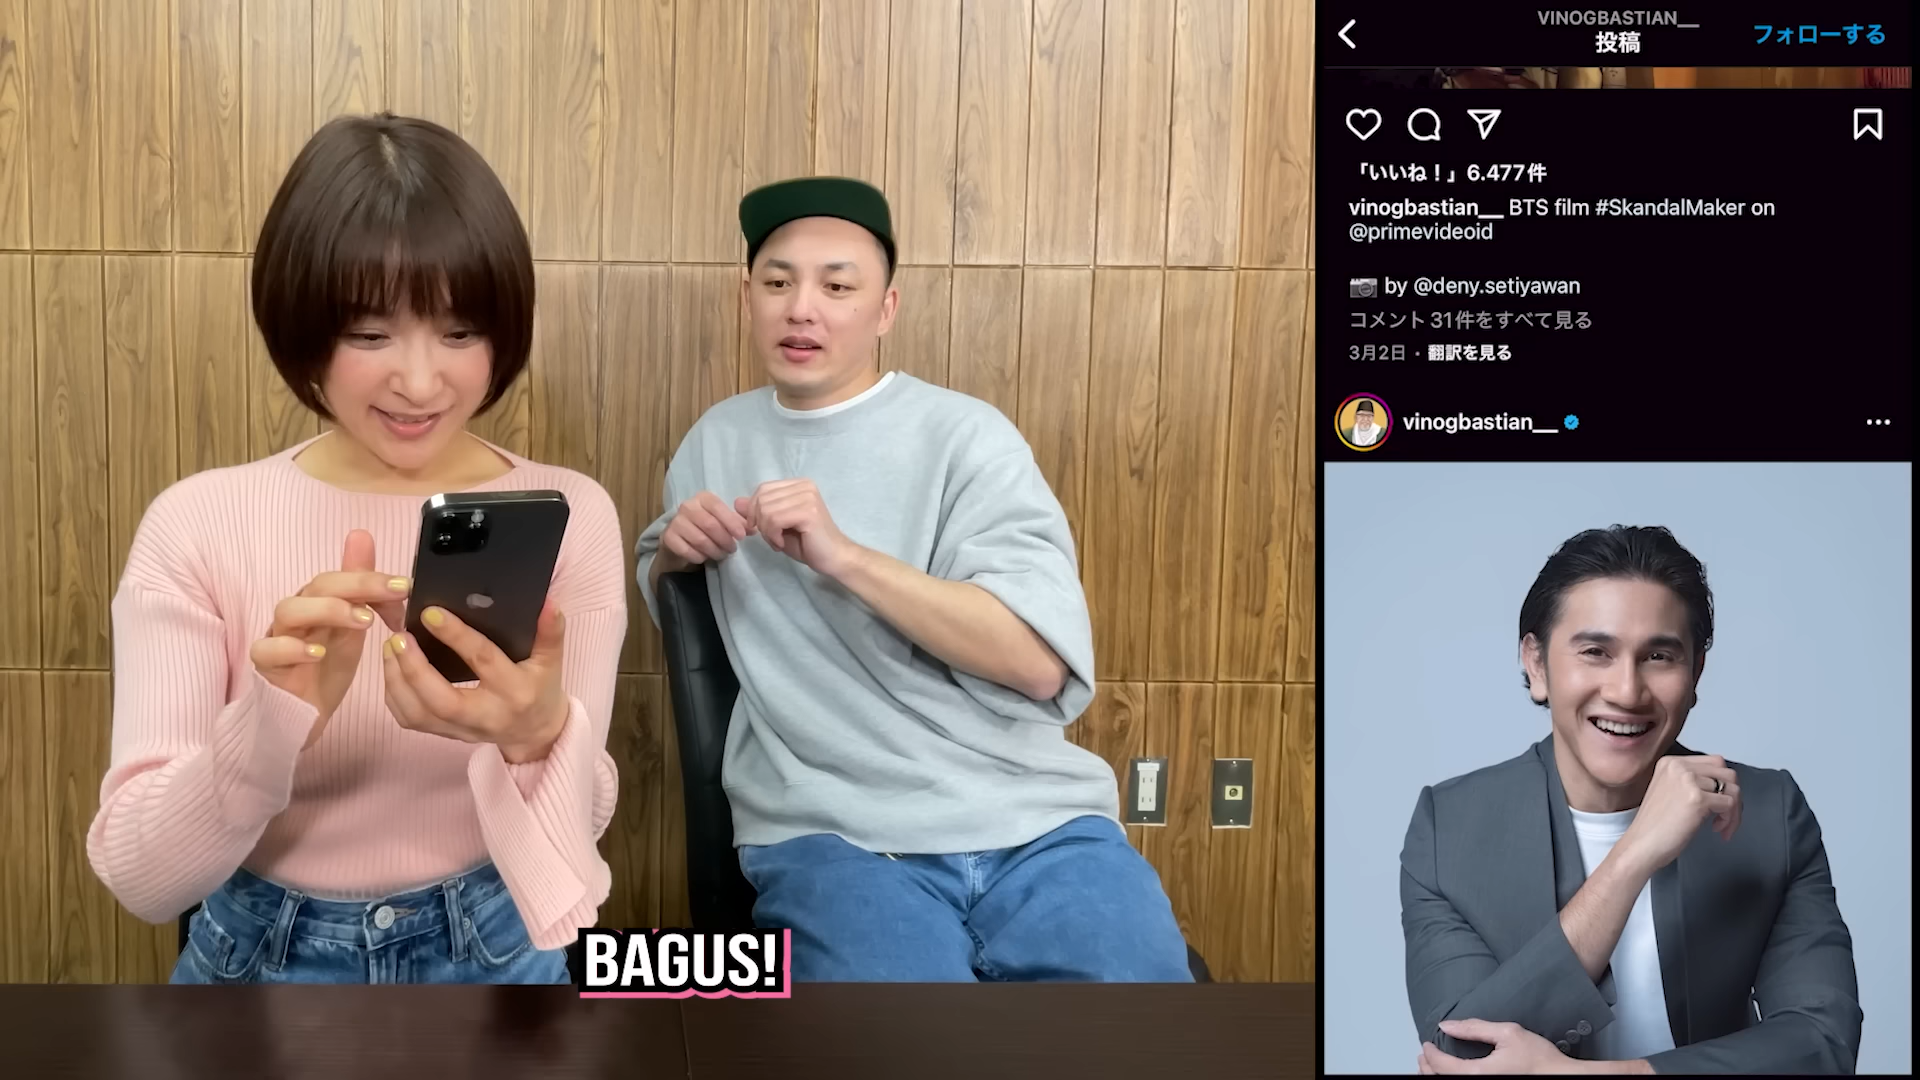 BAGUS!
VINOGBASTIAN__
投稿
フォローする
「いいね！」6.477件
vinogbastian__ BTS film #SkandalMaker on
@primevideoid
📷 by @deny.setiyawan
コメント 31件をすべて見る
3月2日 · 翻訳を見る
vinogbastian__